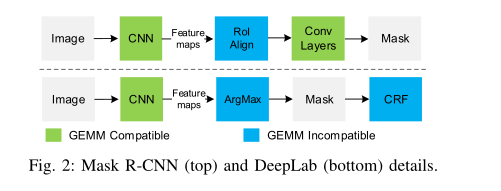 Image CNN Feature maps RoI Align Conv Layers Mask
Image CNN Feature maps ArgMax Mask CRF
GEMM Compatible GEMM Incompatible
Fig. 2: Mask R-CNN (top) and DeepLab (bottom) details.